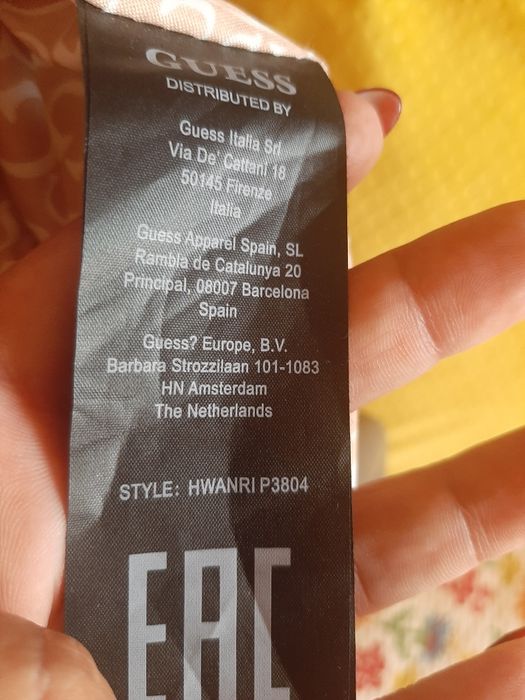 GUESS
DISTRIBUTED BY
Guess Italia Srl
Via De' Cattani 18
50145 Firenze
Italia
Guess Apparel Spain, SL
Rambla de Catalunya 20
Principal, 08007 Barcelona
Spain
Guess? Europe, B.V.
Barbara Strozzilaan 101-1083
HN Amsterdam
The Netherlands
STYLE: HWANRI P3804
EAC